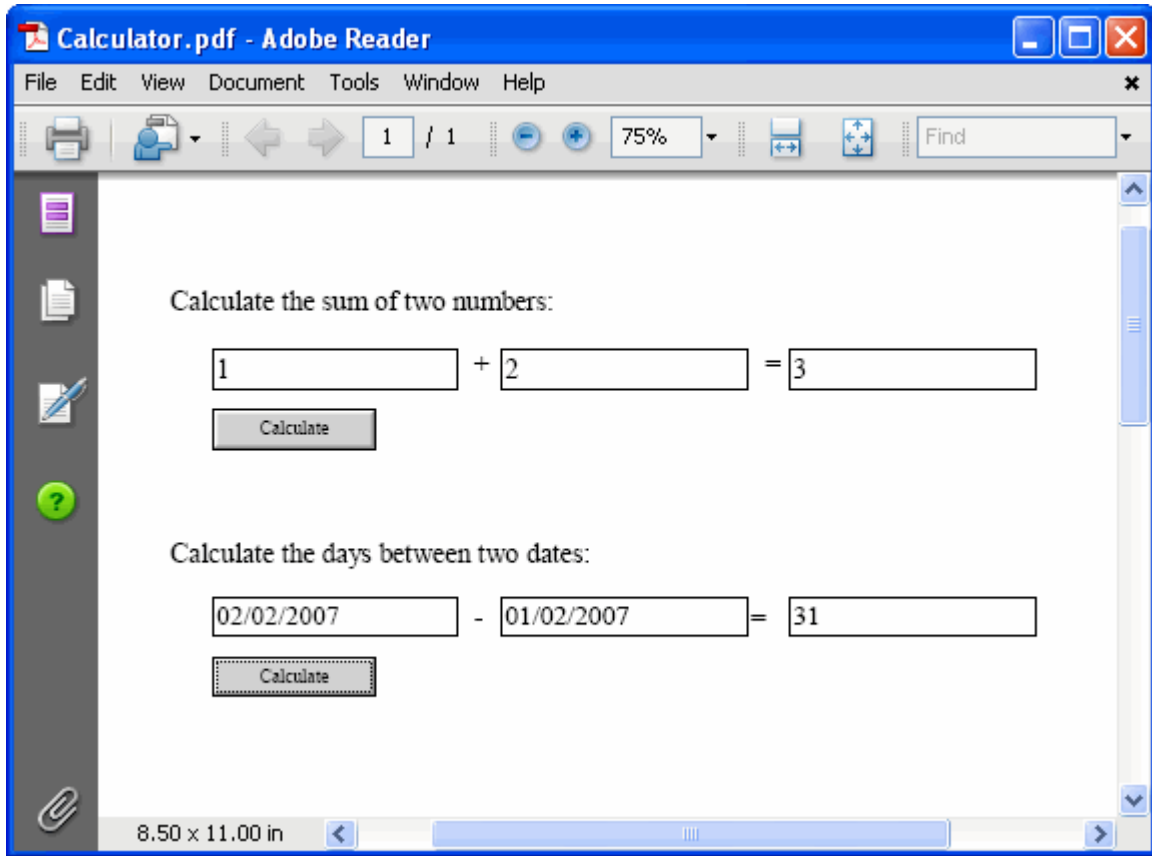 Calculator.pdf - Adobe Reader
File Edit View Document Tools Window Help
1 / 1 75% Find
Calculate the sum of two numbers:
1 + 2 = 3
Calculate
Calculate the days between two dates:
02/02/2007 - 01/02/2007 = 31
Calculate
8.50 x 11.00 in